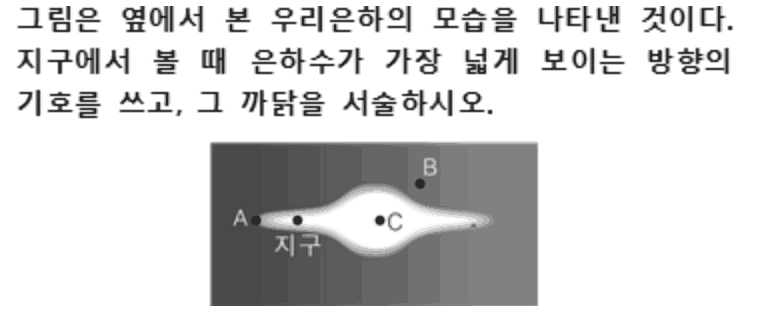 그림은 옆에서 본 우리은하의 모습을 나타낸 것이다.
지구에서 볼 때 은하수가 가장 넓게 보이는 방향의
기호를 쓰고, 그 까닭을 서술하시오.
B
A
C
지구